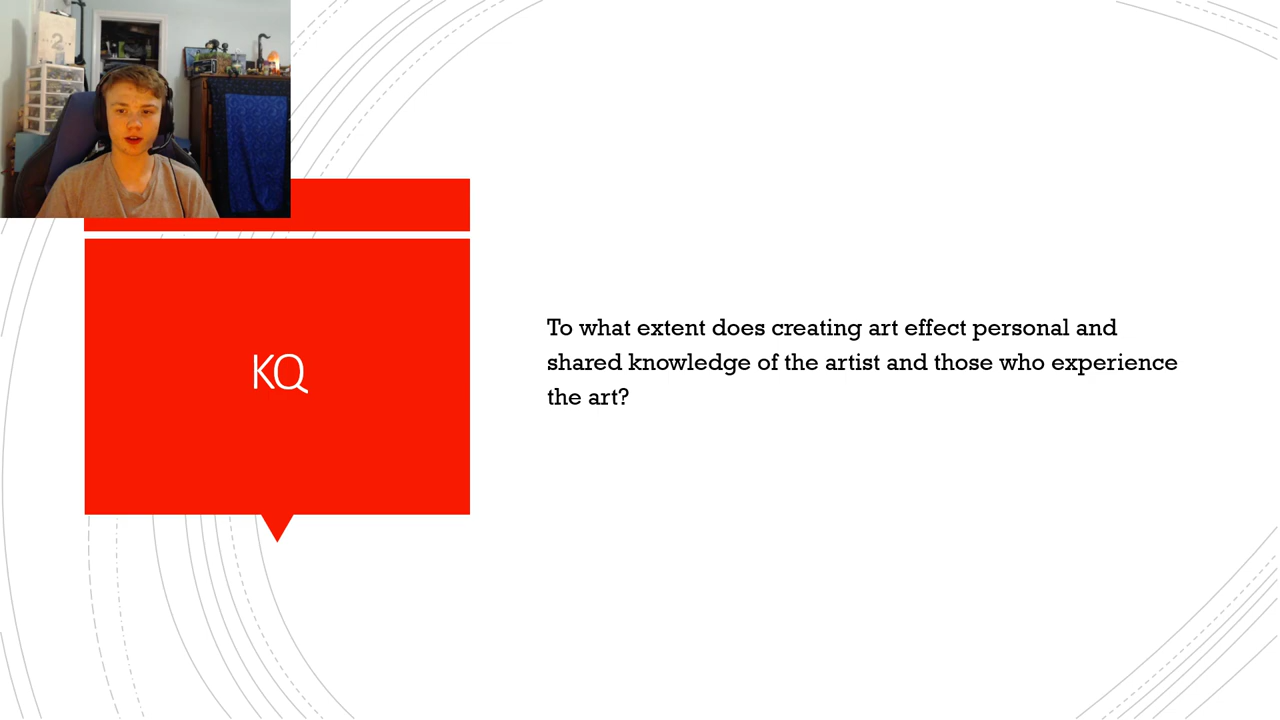 2
KQ
To what extent does creating art effect personal and
shared knowledge of the artist and those who experience
the art?